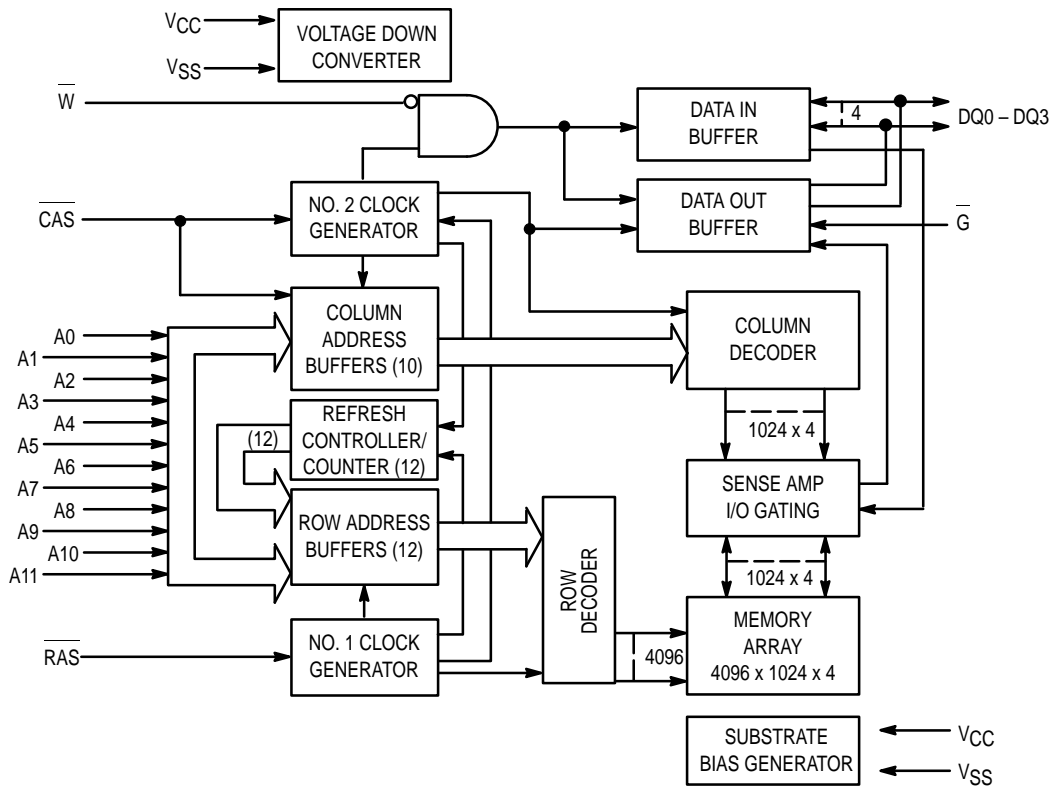 VCC
VSS
VOLTAGE DOWN
CONVERTER
W
DATA IN
BUFFER
4
DQ0 – DQ3
CAS
NO. 2 CLOCK
GENERATOR
DATA OUT
BUFFER
G
COLUMN
ADDRESS
BUFFERS (10)
COLUMN
DECODER
A0
A1
A2
A3
A4
A5
A6
A7
A8
A9
A10
A11
(12)
REFRESH
CONTROLLER/
COUNTER (12)
1024 x 4
SENSE AMP
I/O GATING
ROW ADDRESS
BUFFERS (12)
ROW
DECODER
1024 x 4
RAS
NO. 1 CLOCK
GENERATOR
4096
MEMORY
ARRAY
4096 x 1024 x 4
SUBSTRATE
BIAS GENERATOR
VCC
VSS